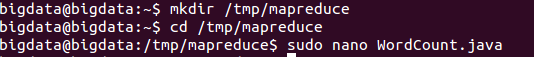 bigdata@bigdata:~$ mkdir /tmp/mapreduce
bigdata@bigdata:~$ cd /tmp/mapreduce
bigdata@bigdata:/tmp/mapreduce$ sudo nano WordCount.java